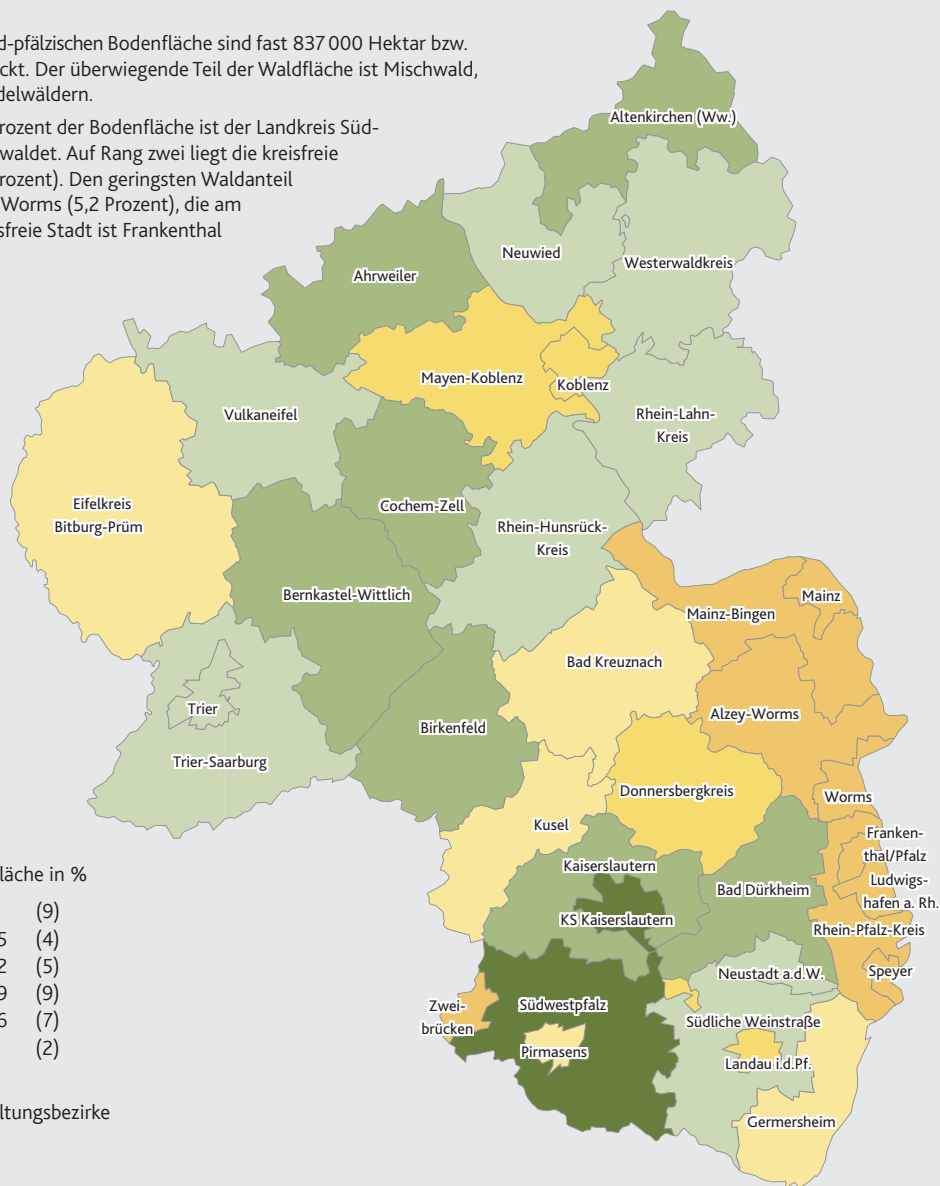 d-pfälzischen Bodenfläche sind fast 837 000 Hektar bzw.
ckt. Der überwiegende Teil der Waldfläche ist Mischwald,
delwäldern.
rozent der Bodenfläche ist der Landkreis Süd-
waldet. Auf Rang zwei liegt die kreisfreie
rozent). Den geringsten Waldanteil
Worms (5,2 Prozent), die am
sfreie Stadt ist Frankenthal
Altenkirchen (Ww.)
Neuwied
Westerwaldkreis
Ahrweiler
Mayen-Koblenz
Koblenz
Rhein-Lahn-
Kreis
Vulkaneifel
Eifelkreis
Bitburg-Prüm
Cochem-Zell
Rhein-Hunsrück-
Kreis
Bernkastel-Wittlich
Mainz
Mainz-Bingen
Bad Kreuznach
Trier
Alzey-Worms
Birkenfeld
Trier-Saarburg
Donnersbergkreis
Worms
Kusel
Franken-
thal/Pfalz
Kaiserslautern
Ludwigs-
hafen a. Rh.
Bad Dürkheim
KS Kaiserslautern
Rhein-Pfalz-Kreis
Neustadt a.d.W.
Speyer
Zwei-
brücken
Südwestpfalz
Südliche Weinstraße
Pirmasens
Landau i.d.Pf.
Germersheim
läche in %
(9)
5 (4)
2 (5)
9 (9)
6 (7)
(2)
ltungsbezirke